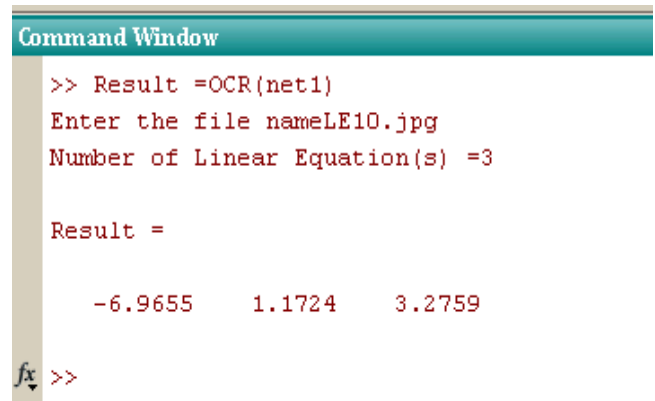 Command Window
>> Result =OCR(net1)
Enter the file nameLE10.jpg
Number of Linear Equation(s) =3
Result =
-6.9655 1.1724 3.2759
fx >>